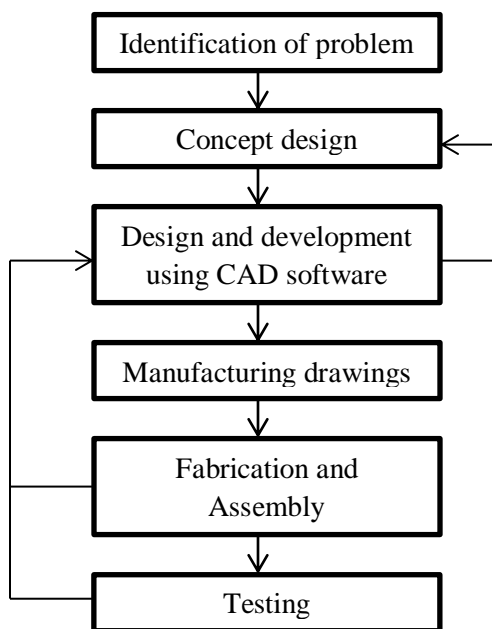 Identification of problem
Concept design
Design and development
using CAD software
Manufacturing drawings
Fabrication and
Assembly
Testing